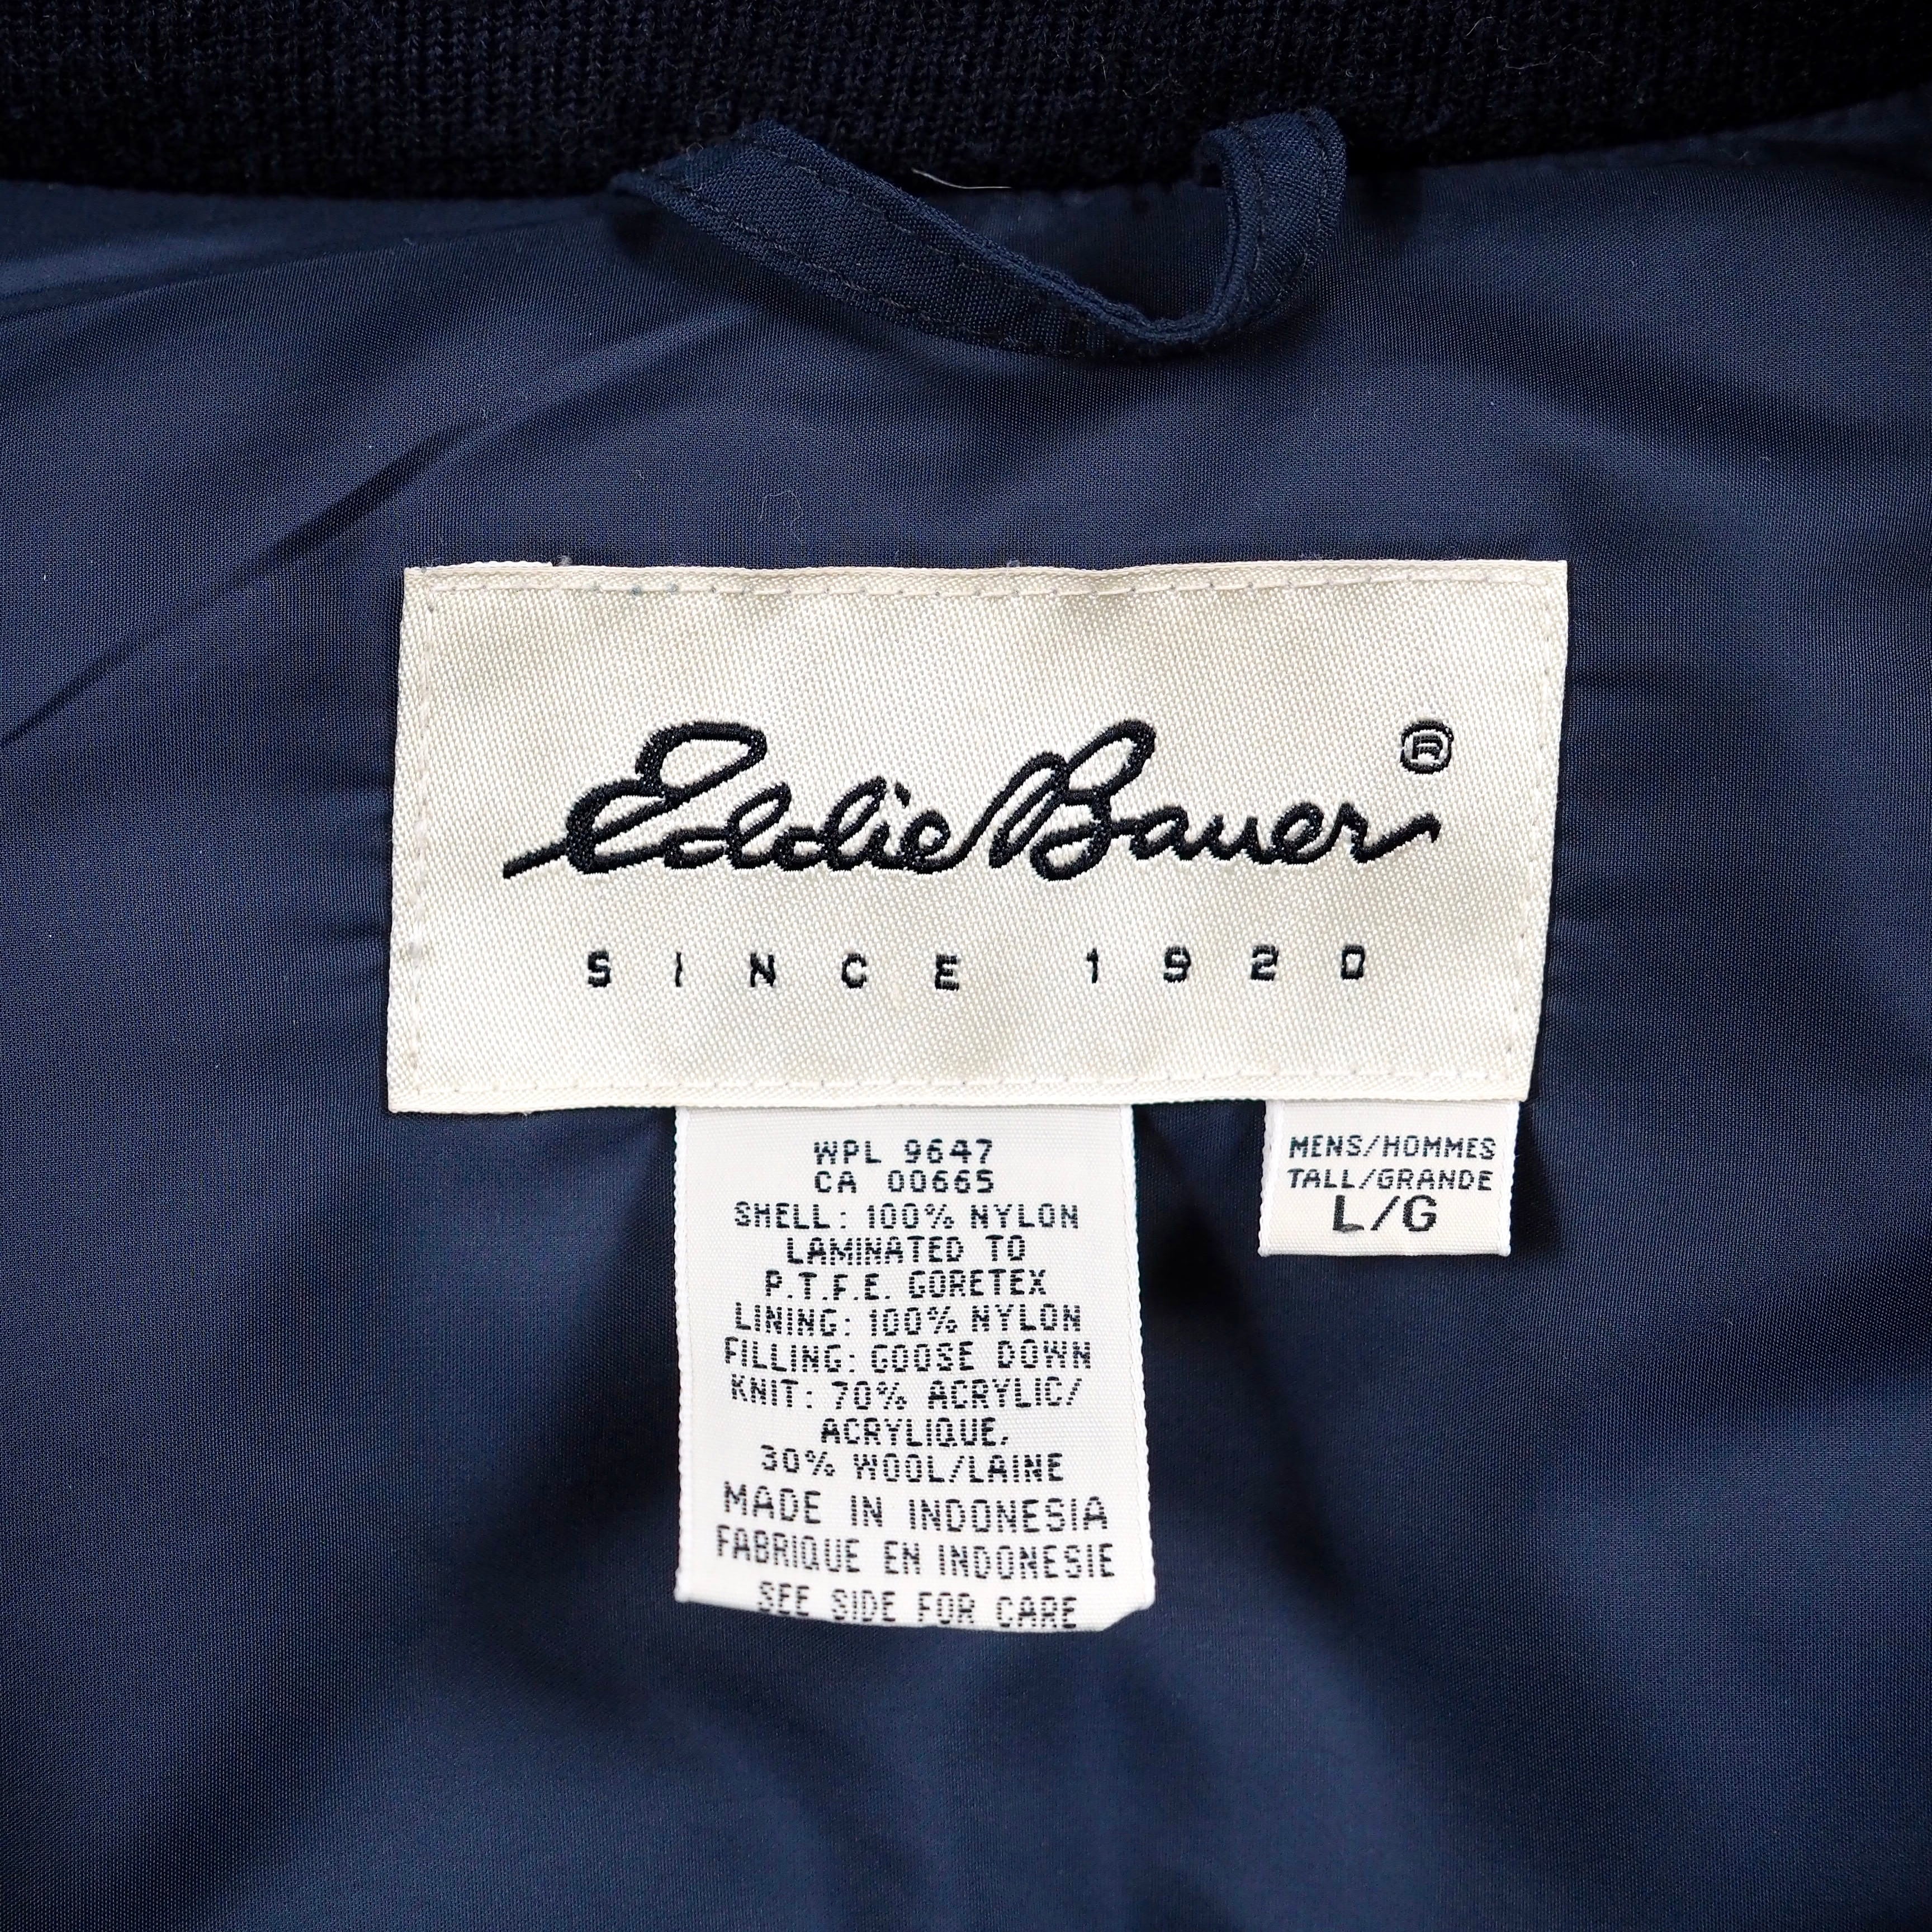 Eddie Bauer ®
SINCE 1920
WPL 9647
CA 00665
SHELL: 100% NYLON
LAMINATED TO
P.T.F.E. GORETEX
LINING: 100% NYLON
FILLING: GOOSE DOWN
KNIT: 70% ACRYLIC/
ACRYLIQUE,
30% WOOL/LAINE
MADE IN INDONESIA
FABRIQUE EN INDONESIE
SEE SIDE FOR CARE
MENS/HOMMES
TALL/GRANDE
L/G